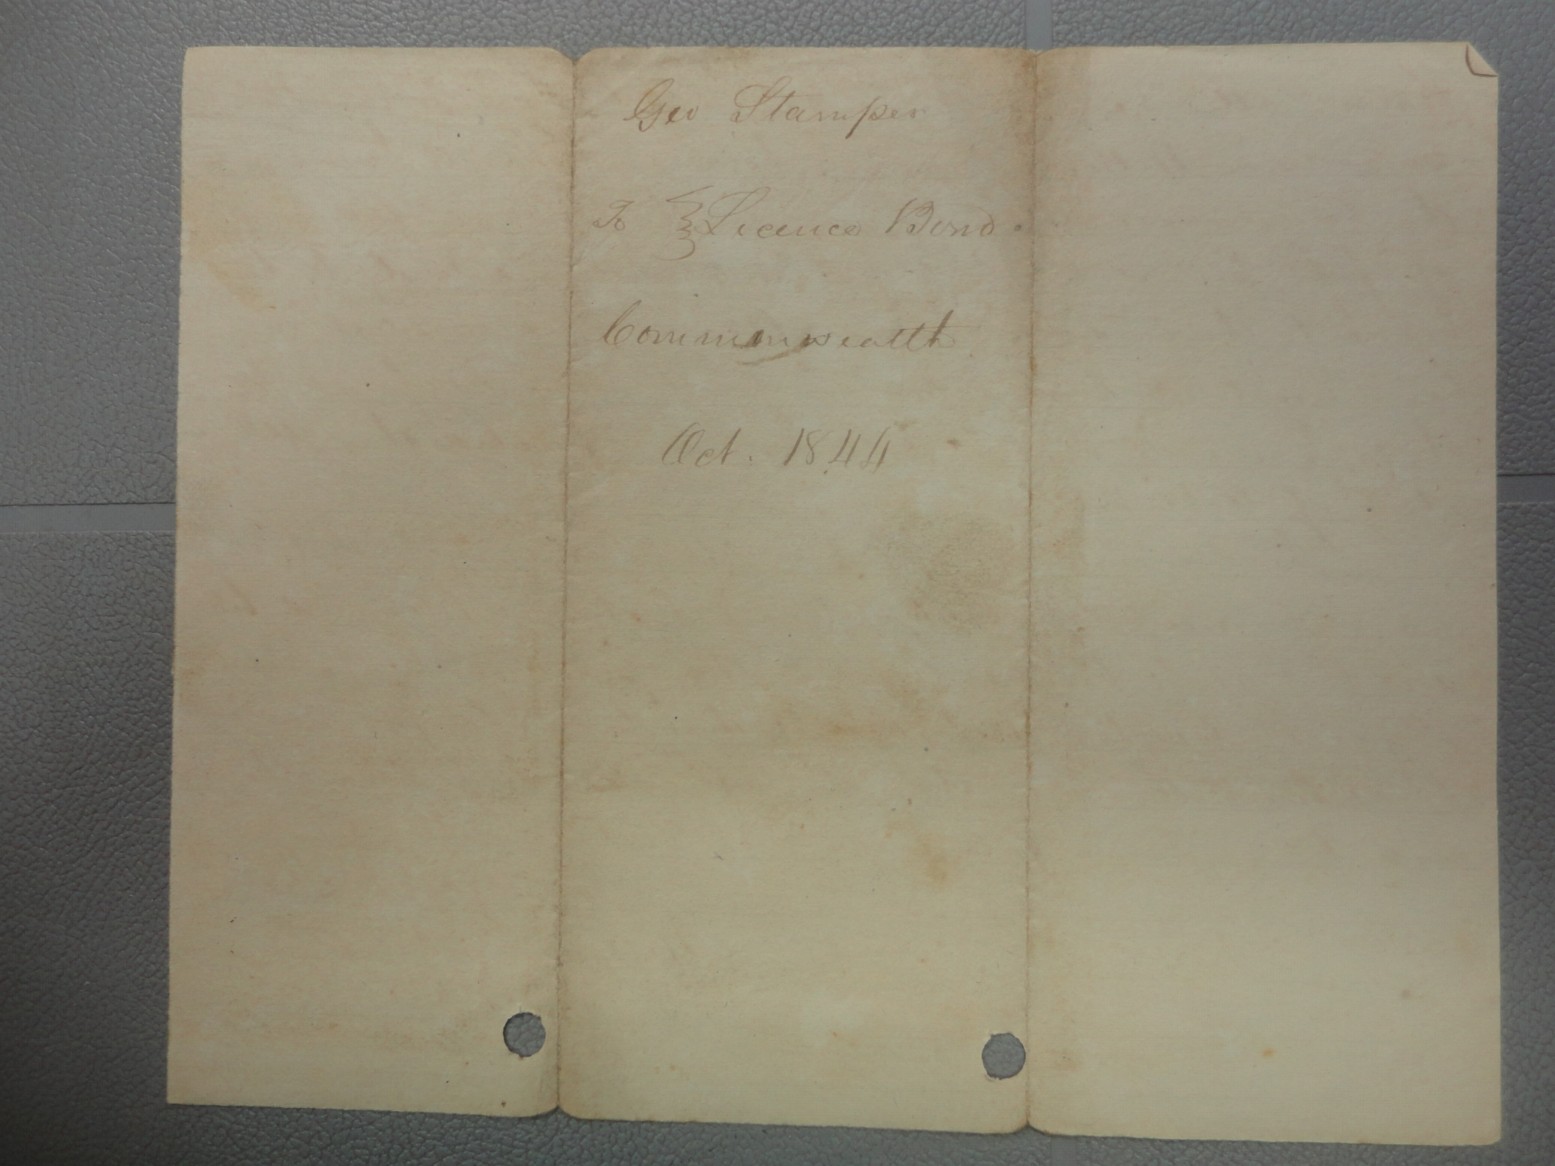 Geo Stamper
To } Licence Bond.
Commonwealth
Oct. 1844